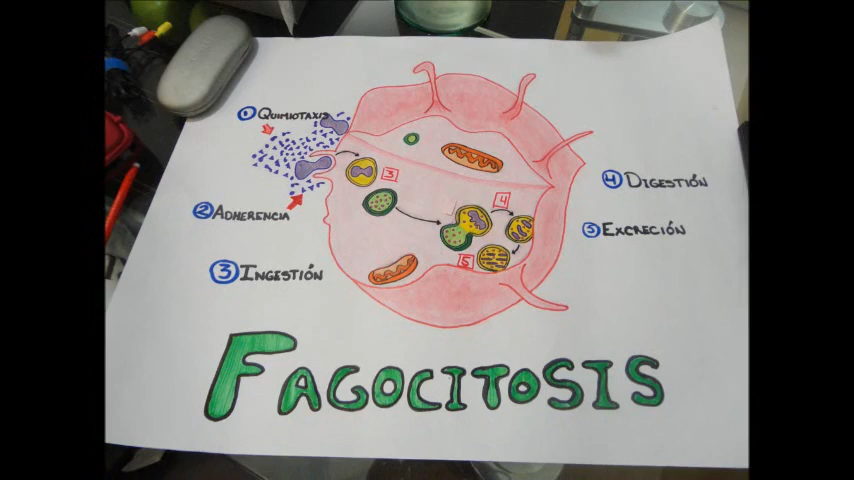 1 QUIMIOTAXIS
2 ADHERENCIA
3 INGESTIÓN
3
4
5
4 DIGESTIÓN
5 EXCRECIÓN
FAGOCITOSIS